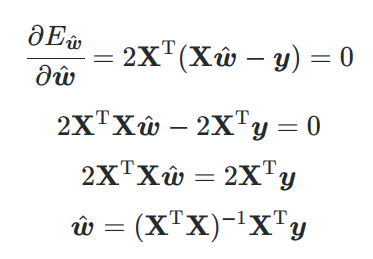 ∂E_ŵ / ∂ŵ = 2Xᵀ(Xŵ − y) = 0
2XᵀXŵ − 2Xᵀy = 0
2XᵀXŵ = 2Xᵀy
ŵ = (XᵀX)⁻¹Xᵀy